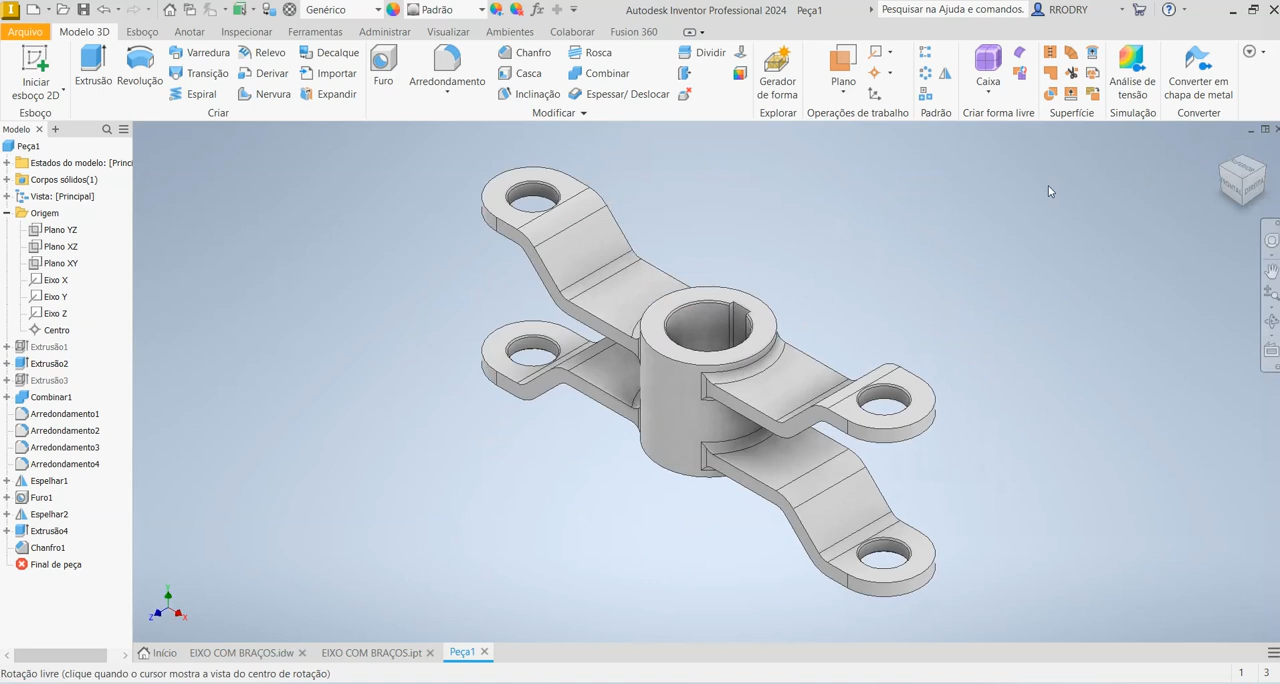 Genérico
Padrão
Autodesk Inventor Professional 2024 Peça1
Pesquisar na Ajuda e comandos.
RRODRY
Arquivo
Modelo 3D
Esboço
Anotar
Inspecionar
Ferramentas
Administrar
Visualizar
Ambientes
Colaborar
Fusion 360
Iniciar
esboço 2D
Esboço
Extrusão
Revolução
Varredura
Transição
Espiral
Relevo
Derivar
Nervura
Decalque
Importar
Expandir
Criar
Furo
Arredondamento
Chanfro
Casca
Inclinação
Rosca
Combinar
Espessar/ Deslocar
Dividir
Modificar
Gerador
de forma
Explorar
Plano
Operações de trabalho
Padrão
Caixa
Criar forma livre
Superfície
Análise de
tensão
Simulação
Converter em
chapa de metal
Converter
Modelo
Peça1
Estados do modelo: [Princi
Corpos sólidos(1)
Vista: [Principal]
Origem
Plano YZ
Plano XZ
Plano XY
Eixo X
Eixo Y
Eixo Z
Centro
Extrusão1
Extrusão2
Extrusão3
Combinar1
Arredondamento1
Arredondamento2
Arredondamento3
Arredondamento4
Espelhar1
Furo1
Espelhar2
Extrusão4
Chanfro1
Final de peça
FRONTAL
DIREITA
Y
Z
X
Início
EIXO COM BRAÇOS.idw
EIXO COM BRAÇOS.ipt
Peça1
Rotação livre (clique quando o cursor mostra a vista do centro de rotação)
1
3